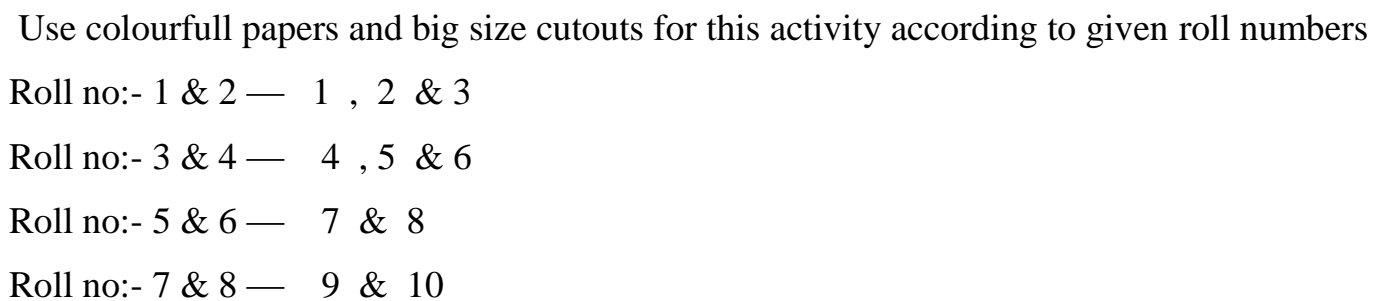 Use colourfull papers and big size cutouts for this activity according to given roll numbers
Roll no:- 1 & 2 — 1 , 2 & 3
Roll no:- 3 & 4 — 4 , 5 & 6
Roll no:- 5 & 6 — 7 & 8
Roll no:- 7 & 8 — 9 & 10